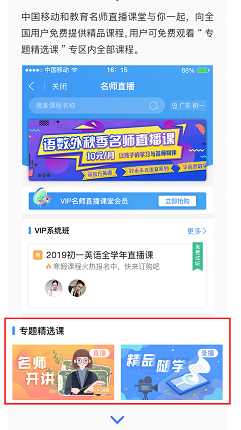 中国移动和教育名师直播课堂与你一起，向全
国用户免费提供精品课程，用户可免费观看“专
题精选课”专区内全部课程。
中国移动 16：15
关闭 名师直播
搜索课程名称 广东 初一
语数外秋季名师直播课
10元/月 让孩子的学习与名师接课
VIP名师直播课堂会员 立即抢购
VIP系统班 更多
英 2019初一英语全学年直播课 免费试听
寒假课程火热报名中，快来订购吧
专题精选课
名师开讲 直播
精品随学 录播